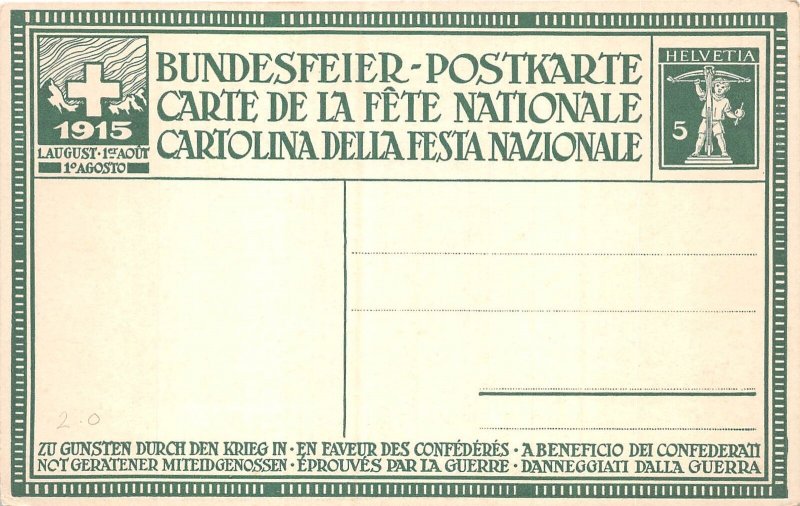 BUNDESFEIER-POSTKARTE
CARTE DE LA FÊTE NATIONALE
CARTOLINA DELLA FESTA NAZIONALE
1915
1. AUGUST · 1ER AOÛT
1º AGOSTO
HELVETIA
5
2.0
ZU GUNSTEN DURCH DEN KRIEG IN · EN FAVEUR DES CONFÉDÉRÉS · A BENEFICIO DEI CONFEDERATI
NOT GERATENER MITEIDGENOSSEN · ÉPROUVÉS PAR LA GUERRE · DANNEGGIATI DALLA GUERRA